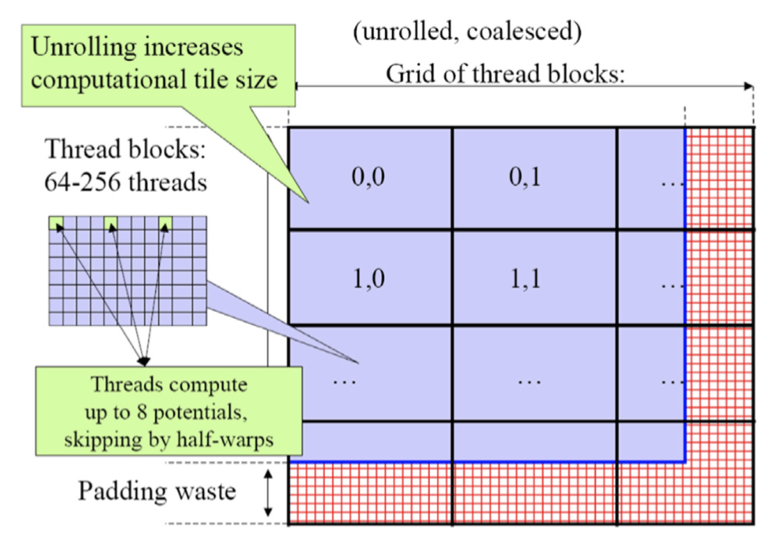 (unrolled, coalesced)
Unrolling increases
computational tile size
Grid of thread blocks:
Thread blocks:
64-256 threads
0,0
0,1
...
1,0
1,1
...
...
...
...
Threads compute
up to 8 potentials,
skipping by half-warps
Padding waste